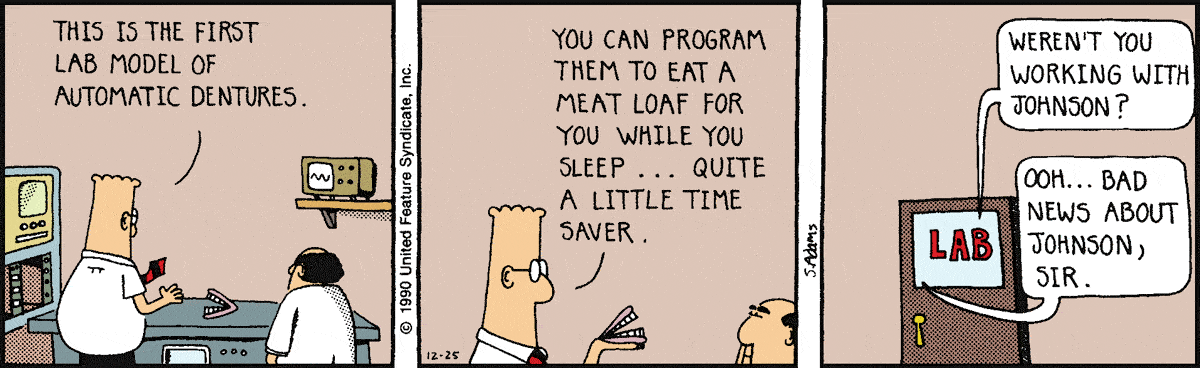 THIS IS THE FIRST
LAB MODEL OF
AUTOMATIC DENTURES.
© 1990 United Feature Syndicate, Inc.
YOU CAN PROGRAM
THEM TO EAT A
MEAT LOAF FOR
YOU WHILE YOU
SLEEP... QUITE
A LITTLE TIME
SAVER.
12-25
S.Adams
WEREN'T YOU
WORKING WITH
JOHNSON?
OOH... BAD
NEWS ABOUT
JOHNSON,
SIR.
LAB